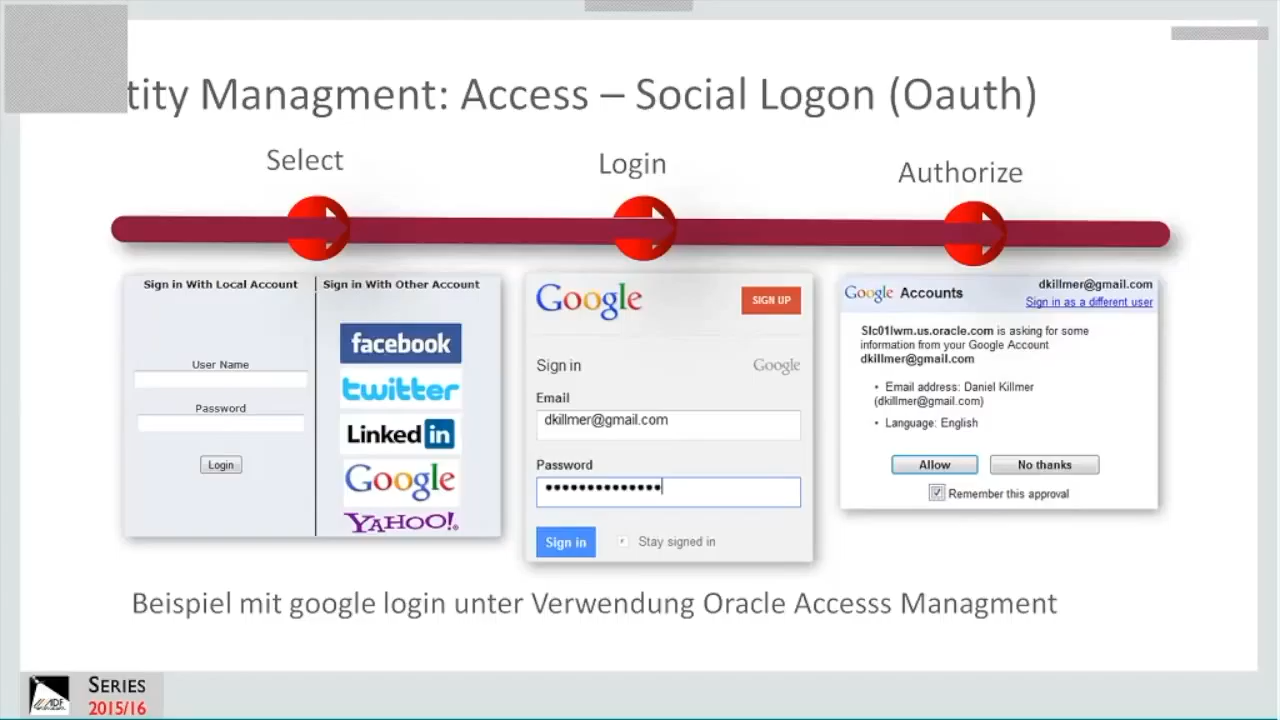 tity Managment: Access – Social Logon (Oauth)
Select
Login
Authorize
Sign in With Local Account
User Name
Password
Login
Sign in With Other Account
facebook
twitter
Linked in
Google
YAHOO!
Google
SIGN UP
Sign in
Google
Email
dkillmer@gmail.com
Password
Sign in
Stay signed in
Google Accounts
dkillmer@gmail.com
Sign in as a different user
Slc01lwm.us.oracle.com is asking for some
information from your Google Account
dkillmer@gmail.com
• Email address: Daniel Killmer
(dkillmer@gmail.com)
• Language: English
Allow
No thanks
Remember this approval
Beispiel mit google login unter Verwendung Oracle Accesss Managment
SERIES
2015/16